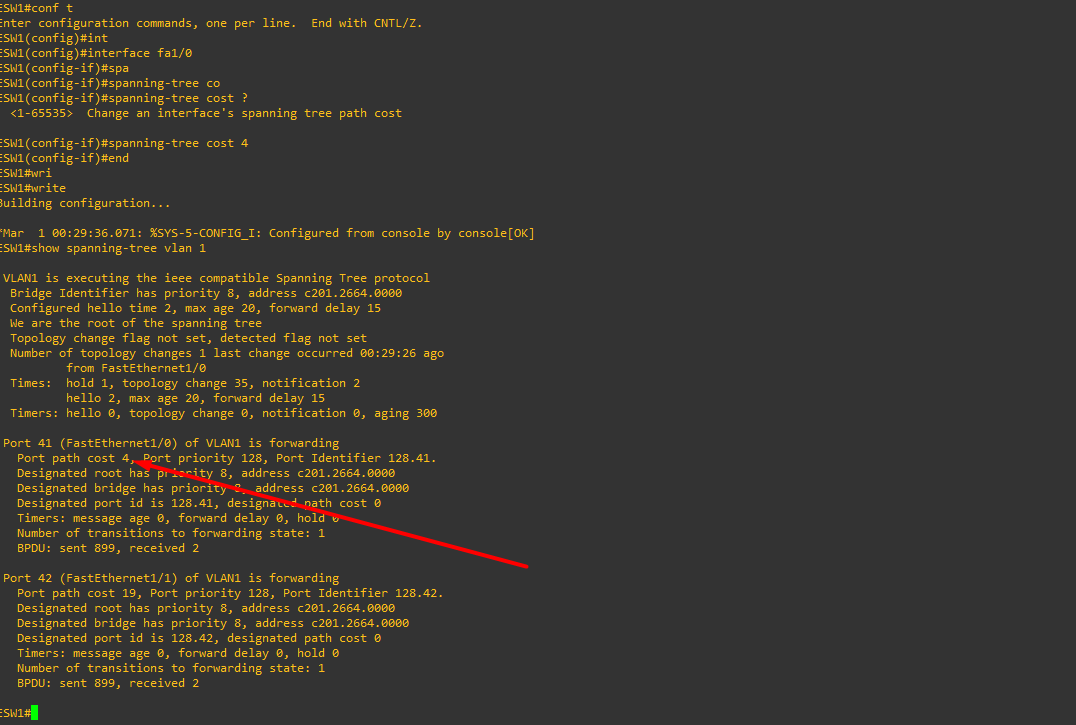 ESW1#conf t
Enter configuration commands, one per line.  End with CNTL/Z.
ESW1(config)#int
ESW1(config)#interface fa1/0
ESW1(config-if)#spa
ESW1(config-if)#spanning-tree co
ESW1(config-if)#spanning-tree cost ?
  <1-65535>  Change an interface's spanning tree path cost

ESW1(config-if)#spanning-tree cost 4
ESW1(config-if)#end
ESW1#wri
ESW1#write
Building configuration...

*Mar  1 00:29:36.071: %SYS-5-CONFIG_I: Configured from console by console[OK]
ESW1#show spanning-tree vlan 1

 VLAN1 is executing the ieee compatible Spanning Tree protocol
  Bridge Identifier has priority 8, address c201.2664.0000
  Configured hello time 2, max age 20, forward delay 15
  We are the root of the spanning tree
  Topology change flag not set, detected flag not set
  Number of topology changes 1 last change occurred 00:29:26 ago
          from FastEthernet1/0
  Times:  hold 1, topology change 35, notification 2
          hello 2, max age 20, forward delay 15
  Timers: hello 0, topology change 0, notification 0, aging 300

 Port 41 (FastEthernet1/0) of VLAN1 is forwarding
   Port path cost 4, Port priority 128, Port Identifier 128.41.
   Designated root has priority 8, address c201.2664.0000
   Designated bridge has priority 8, address c201.2664.0000
   Designated port id is 128.41, designated path cost 0
   Timers: message age 0, forward delay 0, hold 0
   Number of transitions to forwarding state: 1
   BPDU: sent 899, received 2

 Port 42 (FastEthernet1/1) of VLAN1 is forwarding
   Port path cost 19, Port priority 128, Port Identifier 128.42.
   Designated root has priority 8, address c201.2664.0000
   Designated bridge has priority 8, address c201.2664.0000
   Designated port id is 128.42, designated path cost 0
   Timers: message age 0, forward delay 0, hold 0
   Number of transitions to forwarding state: 1
   BPDU: sent 899, received 2

ESW1#